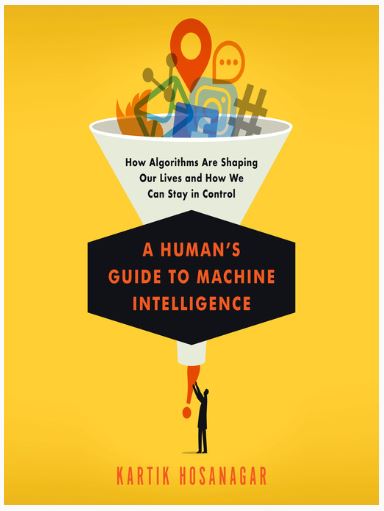 How Algorithms Are Shaping
Our Lives and How We
Can Stay in Control
A HUMAN'S
GUIDE TO MACHINE
INTELLIGENCE
KARTIK HOSANAGAR